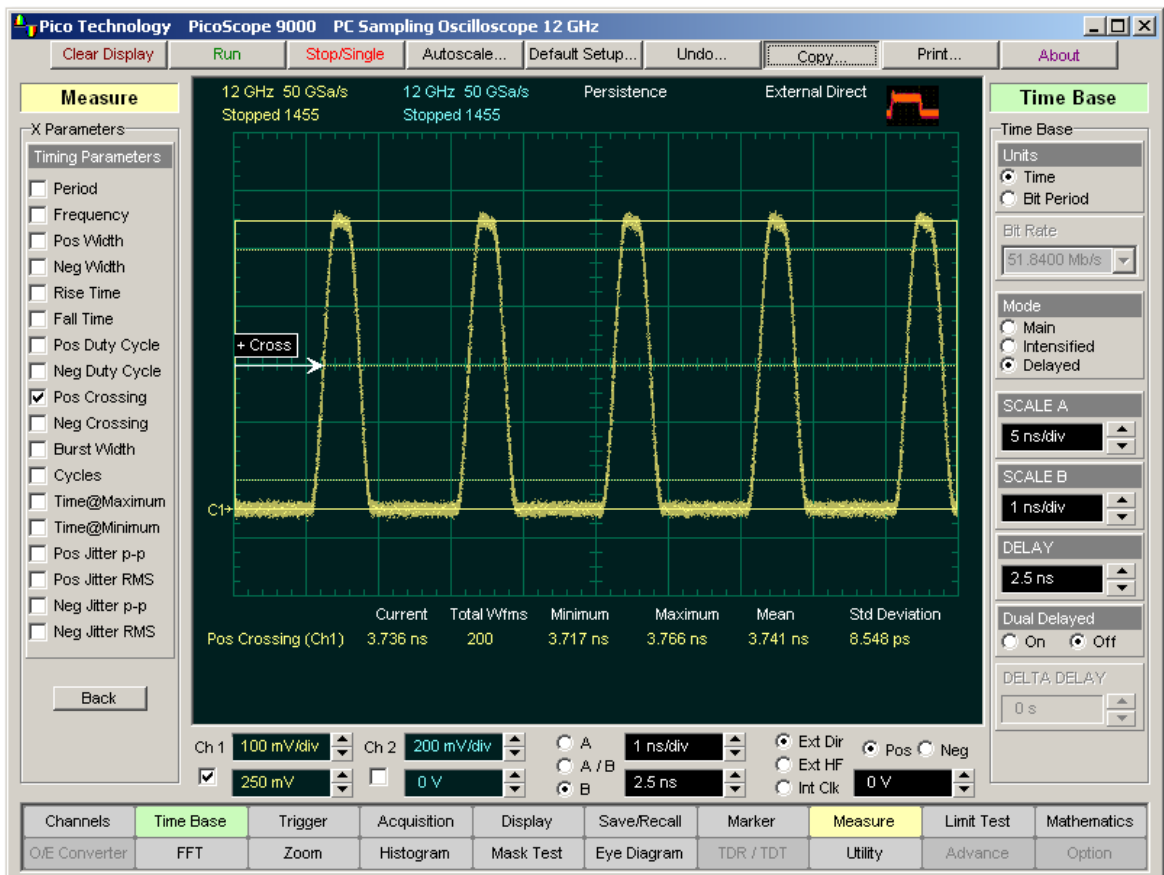 Pico Technology PicoScope 9000 PC Sampling Oscilloscope 12 GHz
Clear Display Run Stop/Single Autoscale... Default Setup... Undo... Copy... Print... About
Measure
X Parameters
Timing Parameters
Period
Frequency
Pos Width
Neg Width
Rise Time
Fall Time
Pos Duty Cycle
Neg Duty Cycle
Pos Crossing
Neg Crossing
Burst Width
Cycles
Time@Maximum
Time@Minimum
Pos Jitter p-p
Pos Jitter RMS
Neg Jitter p-p
Neg Jitter RMS
Back
12 GHz 50 GSa/s 12 GHz 50 GSa/s Persistence External Direct
Stopped 1455 Stopped 1455
+ Cross
C1
Current Total Wfms Minimum Maximum Mean Std Deviation
Pos Crossing (Ch1) 3.736 ns 200 3.717 ns 3.766 ns 3.741 ns 8.548 ps
Time Base
Time Base
Units
Time
Bit Period
Bit Rate
51.8400 Mb/s
Mode
Main
Intensified
Delayed
SCALE A
5 ns/div
SCALE B
1 ns/div
DELAY
2.5 ns
Dual Delayed
On Off
DELTA DELAY
0 s
Ch 1 100 mV/div Ch 2 200 mV/div A 1 ns/div Ext Dir Pos Neg
A / B Ext HF
250 mV 0 V B 2.5 ns Int Clk 0 V
Channels Time Base Trigger Acquisition Display Save/Recall Marker Measure Limit Test Mathematics
O/E Converter FFT Zoom Histogram Mask Test Eye Diagram TDR / TDT Utility Advance Option